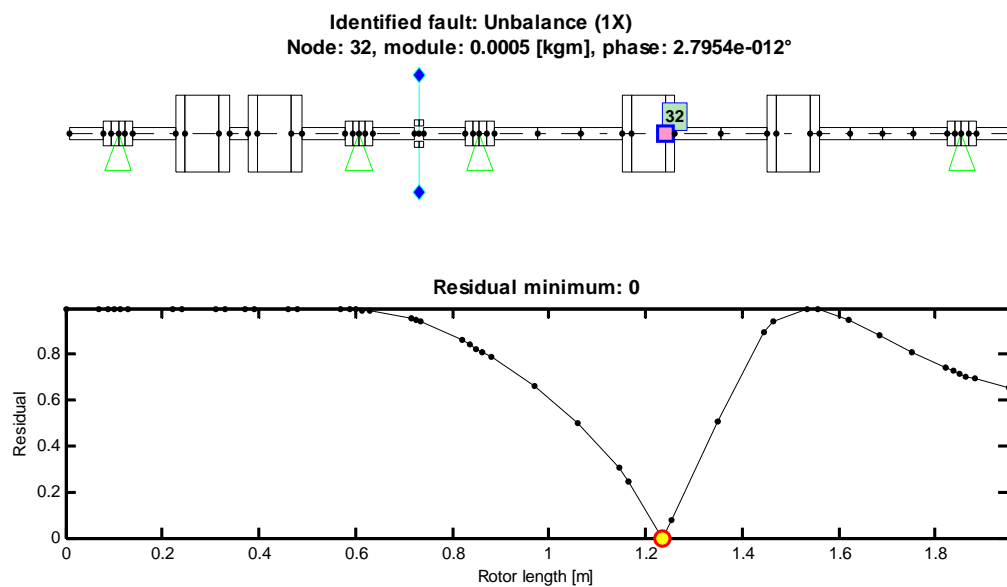 Identified fault: Unbalance (1X)
Node: 32, module: 0.0005 [kgm], phase: 2.7954e-012°
32
Residual minimum: 0
0.8
0.6
0.4
0.2
0
Residual
0 0.2 0.4 0.6 0.8 1 1.2 1.4 1.6 1.8
Rotor length [m]